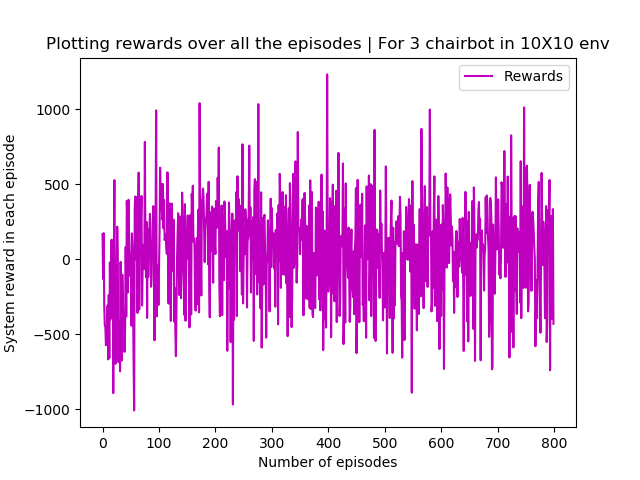 Plotting rewards over all the episodes | For 3 chairbot in 10X10 env
Rewards
System reward in each episode
1000
500
0
−500
−1000
0 100 200 300 400 500 600 700 800
Number of episodes